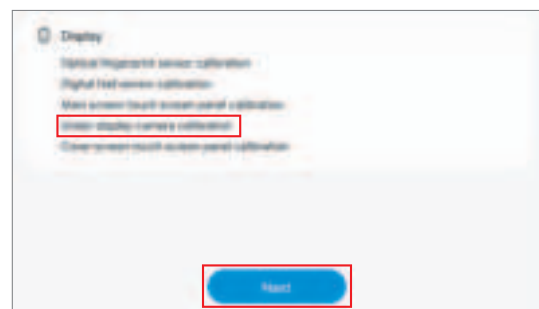 Display
Optical fingerprint sensor calibration
Digital hall sensor calibration
Main screen touch screen panel calibration
Under display camera calibration
Cover screen touch screen panel calibration
Next